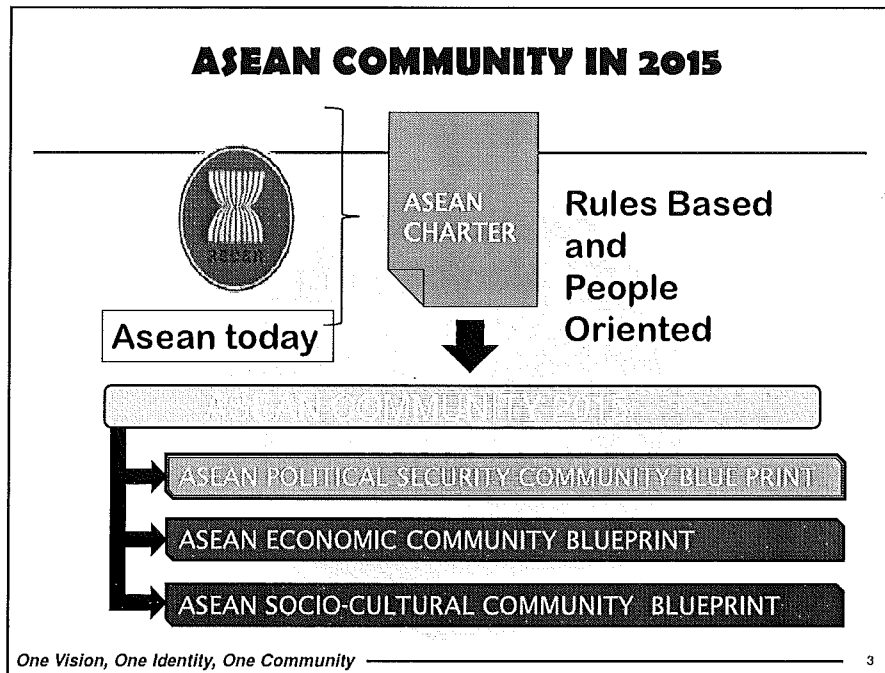 ASEAN COMMUNITY IN 2015
asean
ASEAN
CHARTER
Rules Based
and
People
Oriented
Asean today
ASEAN COMMUNITY 2015
ASEAN POLITICAL SECURITY COMMUNITY BLUE PRINT
ASEAN ECONOMIC COMMUNITY BLUEPRINT
ASEAN SOCIO-CULTURAL COMMUNITY BLUEPRINT
One Vision, One Identity, One Community
3